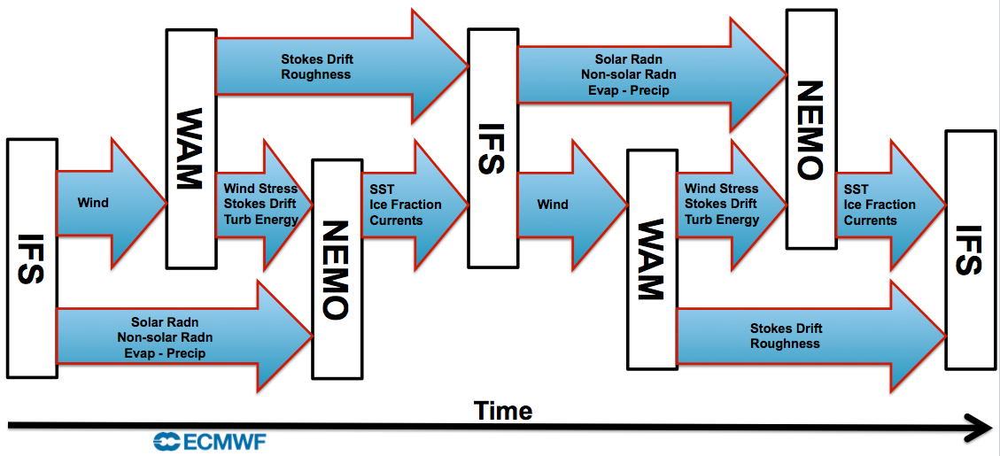 IFS
Wind
Solar Radn
Non-solar Radn
Evap - Precip
WAM
Stokes Drift
Roughness
Wind Stress
Stokes Drift
Turb Energy
NEMO
SST
Ice Fraction
Currents
IFS
Solar Radn
Non-solar Radn
Evap - Precip
Wind
WAM
Wind Stress
Stokes Drift
Turb Energy
Stokes Drift
Roughness
NEMO
SST
Ice Fraction
Currents
IFS
Time
ECMWF